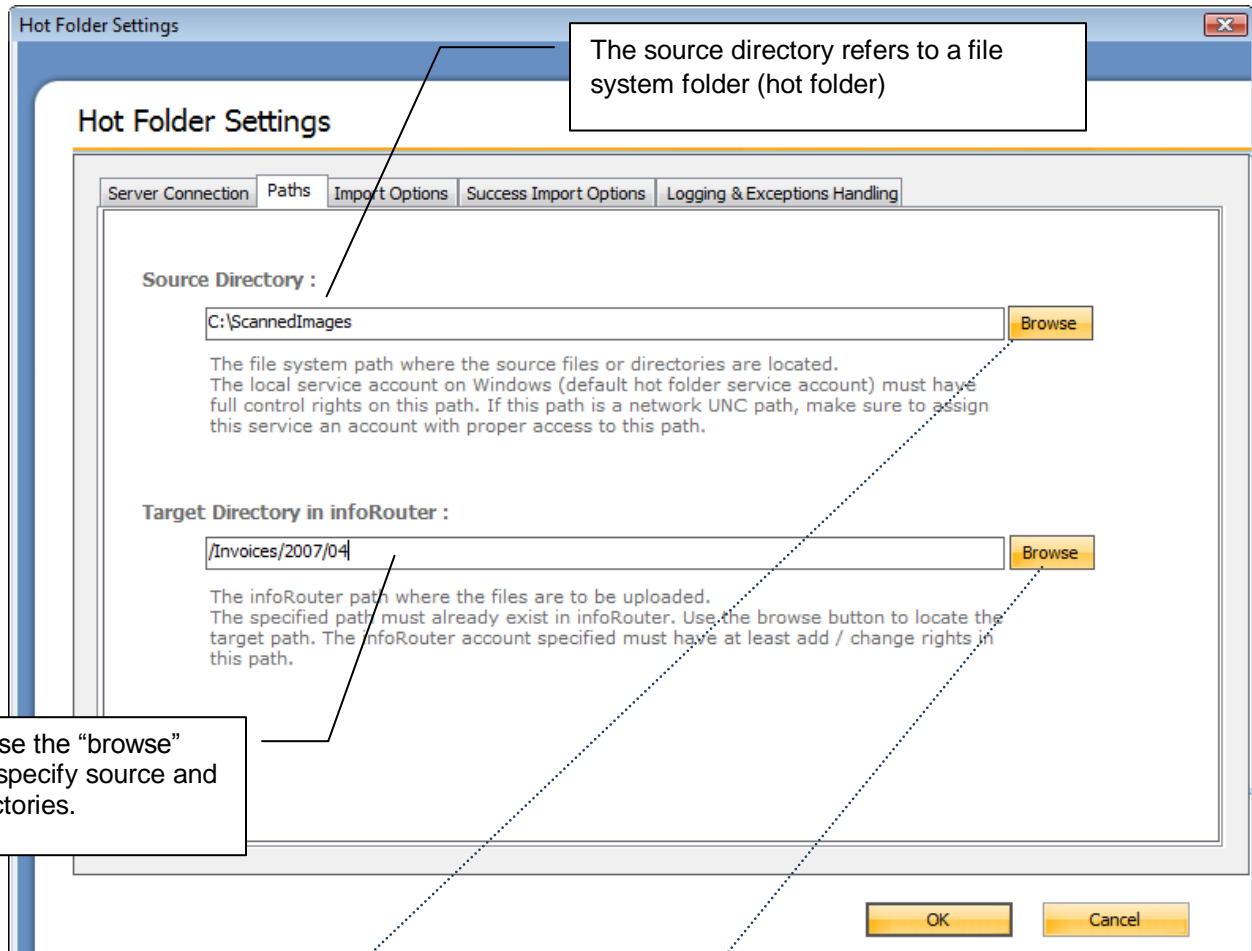 Hot Folder Settings
The source directory refers to a file
system folder (hot folder)
Hot Folder Settings
Server Connection Paths Import Options Success Import Options Logging & Exceptions Handling
Source Directory :
C:\ScannedImages Browse
The file system path where the source files or directories are located.
The local service account on Windows (default hot folder service account) must have
full control rights on this path. If this path is a network UNC path, make sure to assign
this service an account with proper access to this path.
Target Directory in infoRouter :
/Invoices/2007/04 Browse
The infoRouter path where the files are to be uploaded.
The specified path must already exist in infoRouter. Use the browse button to locate the
target path. The infoRouter account specified must have at least add / change rights in
this path.
the “browse”
specify source and
OK Cancel